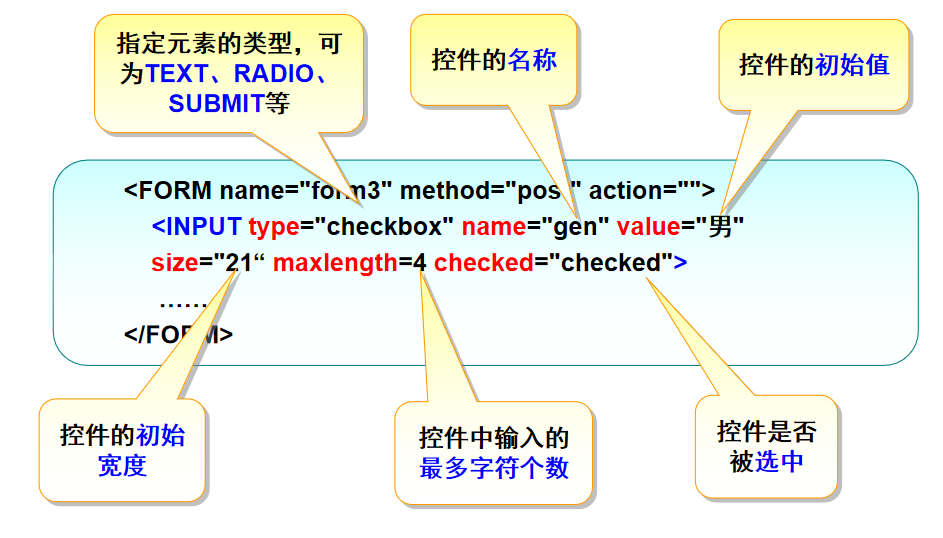 指定元素的类型，可
为TEXT、RADIO、
SUBMIT等
控件的名称
控件的初始值
<FORM name="form3" method="post" action="">
<INPUT type="checkbox" name="gen" value="男"
size="21“ maxlength=4 checked="checked">
……
</FORM>
控件的初始
宽度
控件中输入的
最多字符个数
控件是否
被选中